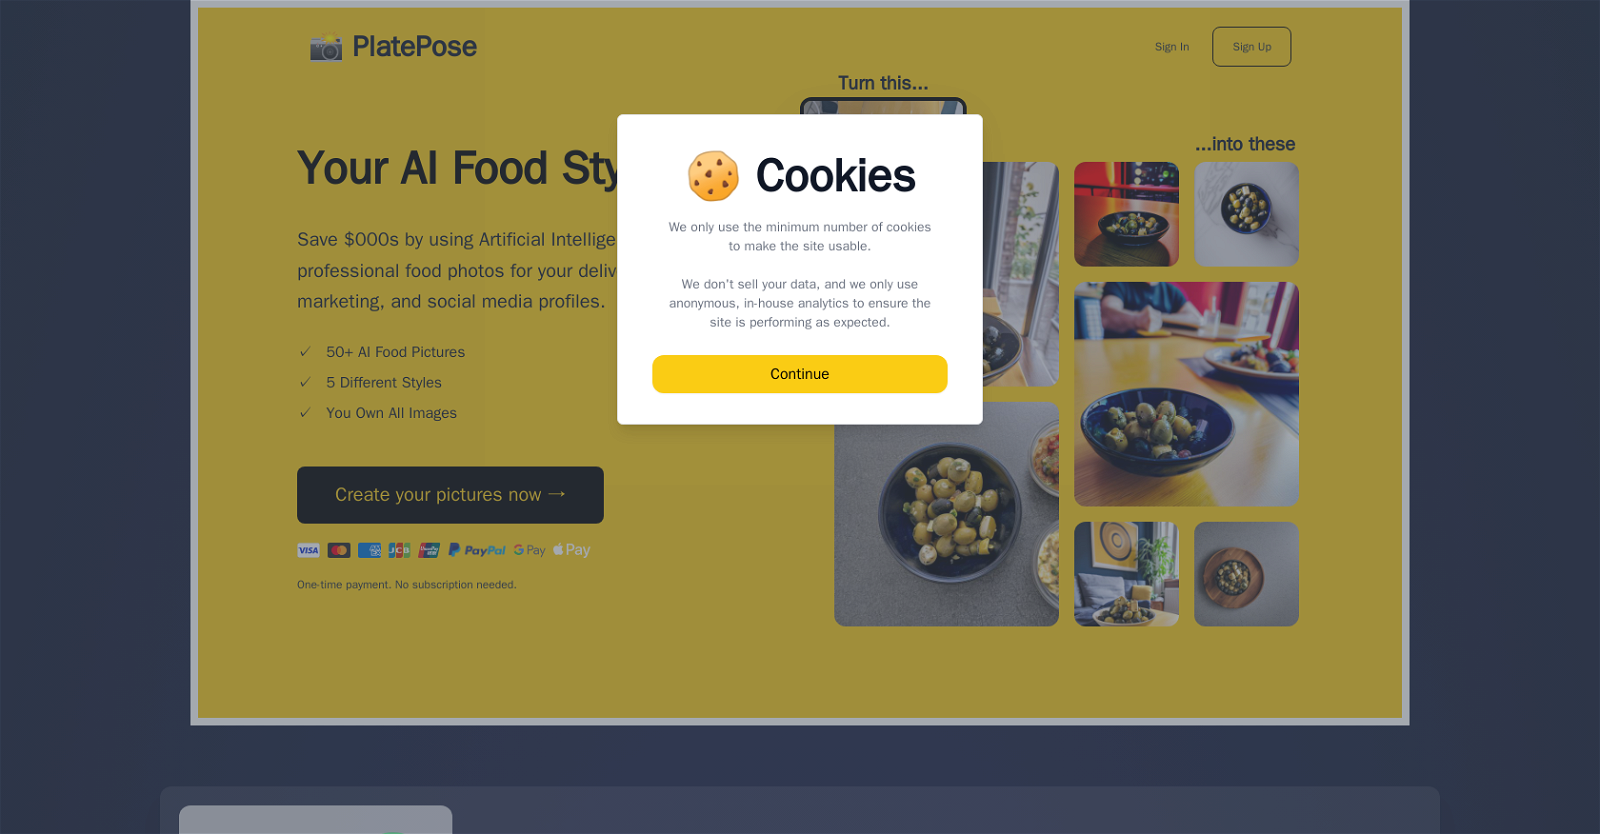 PlatePose
Sign In
Sign Up
Turn this...
...into these
Your AI Food Sty
Save $000s by using Artificial Intellige
professional food photos for your deliv
marketing, and social media profiles.
✓ 50+ AI Food Pictures
✓ 5 Different Styles
✓ You Own All Images
Create your pictures now →
VISA JCB PayPal G Pay Pay
One-time payment. No subscription needed.
Cookies
We only use the minimum number of cookies
to make the site usable.
We don't sell your data, and we only use
anonymous, in-house analytics to ensure the
site is performing as expected.
Continue